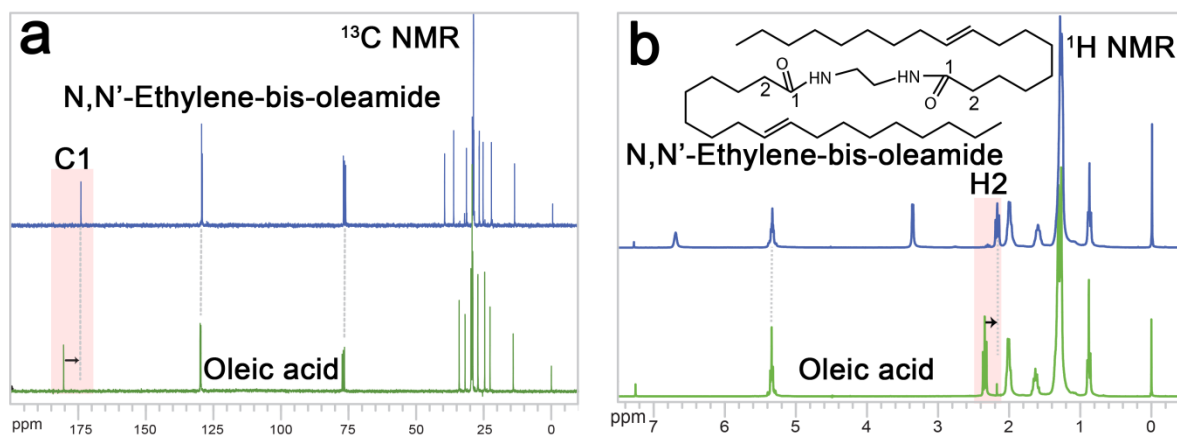 a
¹³C NMR
N,N'-Ethylene-bis-oleamide
C1
Oleic acid
ppm 175 150 125 100 75 50 25 0
b
¹H NMR
O
2 1 NH HN 1
O 2
N,N'-Ethylene-bis-oleamide
H2
Oleic acid
ppm 7 6 5 4 3 2 1 0